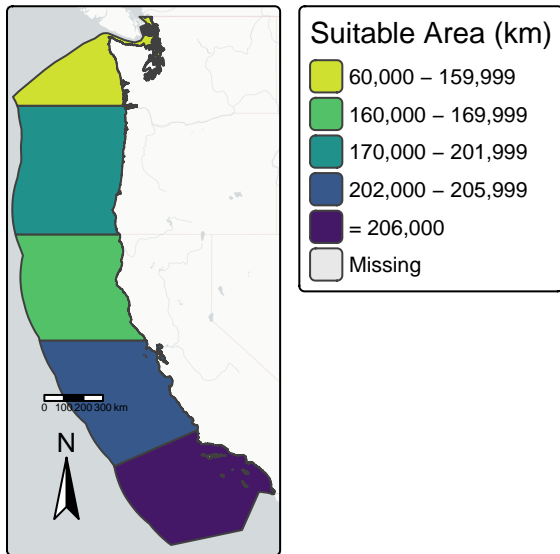 Suitable Area (km)
60,000 – 159,999
160,000 – 169,999
170,000 – 201,999
202,000 – 205,999
= 206,000
Missing
0 100 200 300 km
N